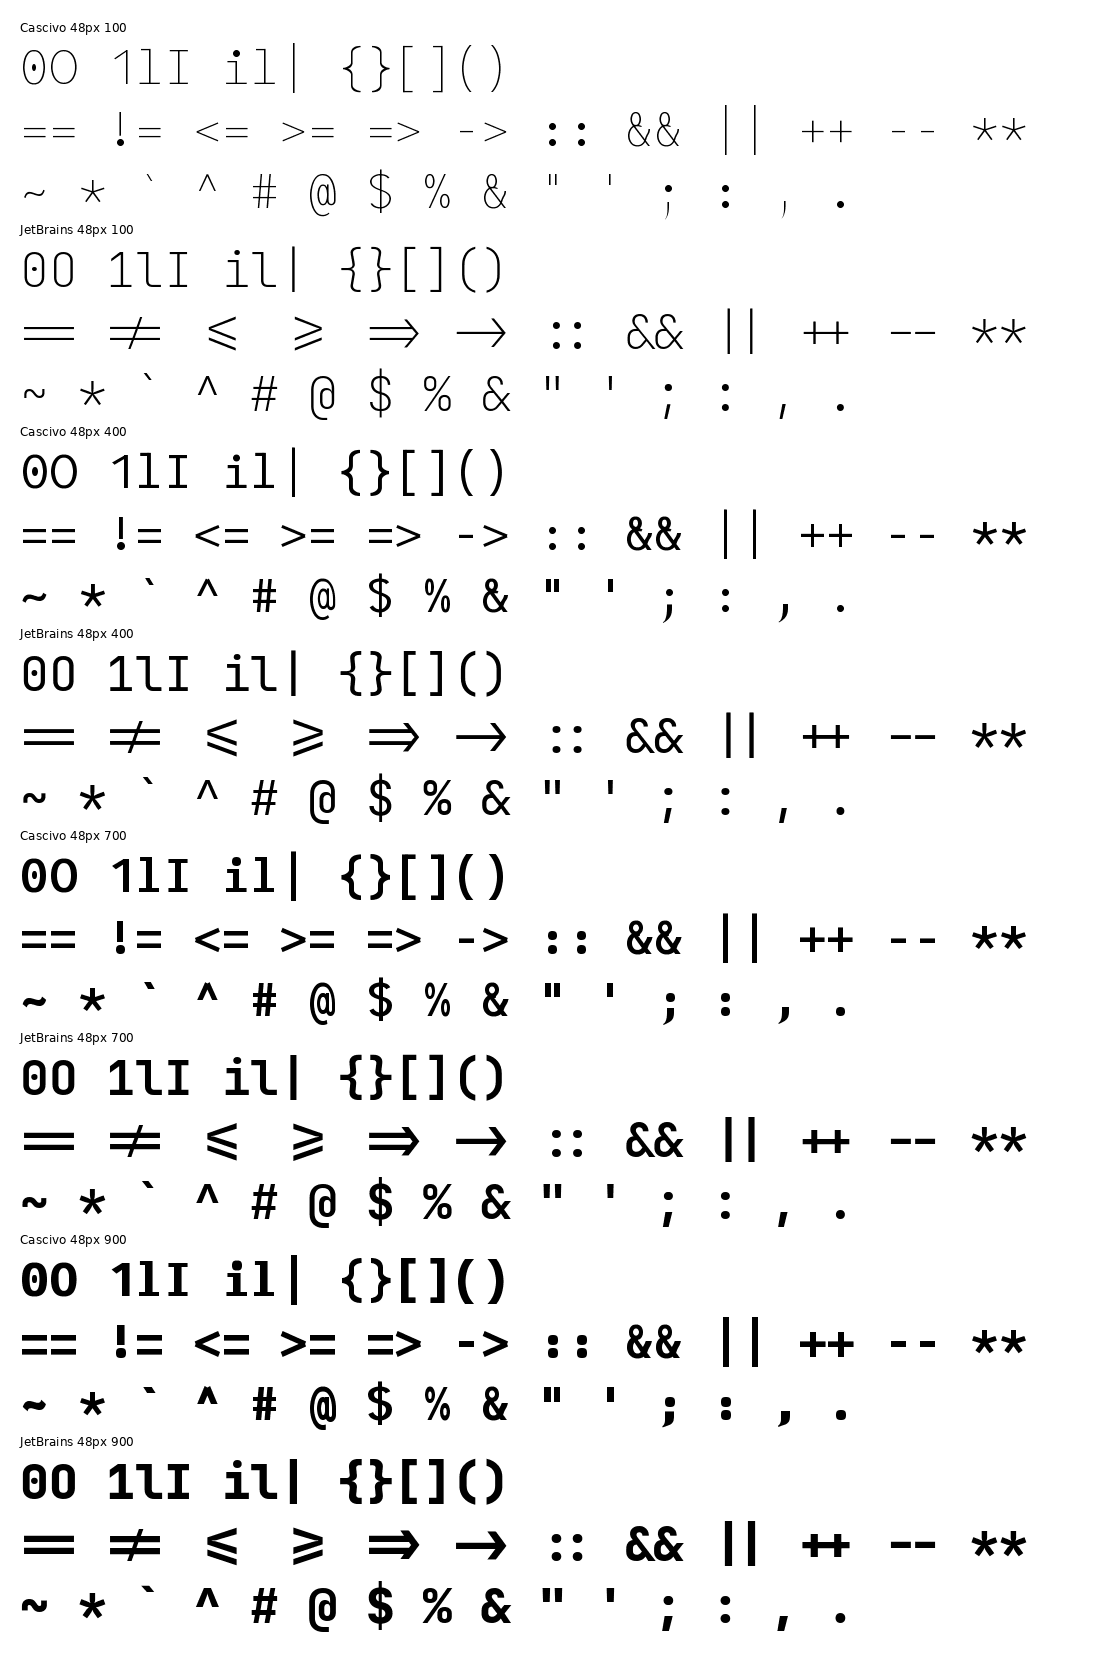 Cascivo 48px 100
0O 1lI il| {}[]()
== != <= >= => -> :: && || ++ -- **
~ * ` ^ # @ $ % & " ' ; : , .
JetBrains 48px 100
0O 1lI il| {}[]()
== != <= >= => -> :: && || ++ -- **
~ * ` ^ # @ $ % & " ' ; : , .
Cascivo 48px 400
0O 1lI il| {}[]()
== != <= >= => -> :: && || ++ -- **
~ * ` ^ # @ $ % & " ' ; : , .
JetBrains 48px 400
0O 1lI il| {}[]()
== != <= >= => -> :: && || ++ -- **
~ * ` ^ # @ $ % & " ' ; : , .
Cascivo 48px 700
0O 1lI il| {}[]()
== != <= >= => -> :: && || ++ -- **
~ * ` ^ # @ $ % & " ' ; : , .
JetBrains 48px 700
0O 1lI il| {}[]()
== != <= >= => -> :: && || ++ -- **
~ * ` ^ # @ $ % & " ' ; : , .
Cascivo 48px 900
0O 1lI il| {}[]()
== != <= >= => -> :: && || ++ -- **
~ * ` ^ # @ $ % & " ' ; : , .
JetBrains 48px 900
0O 1lI il| {}[]()
== != <= >= => -> :: && || ++ -- **
~ * ` ^ # @ $ % & " ' ; : , .